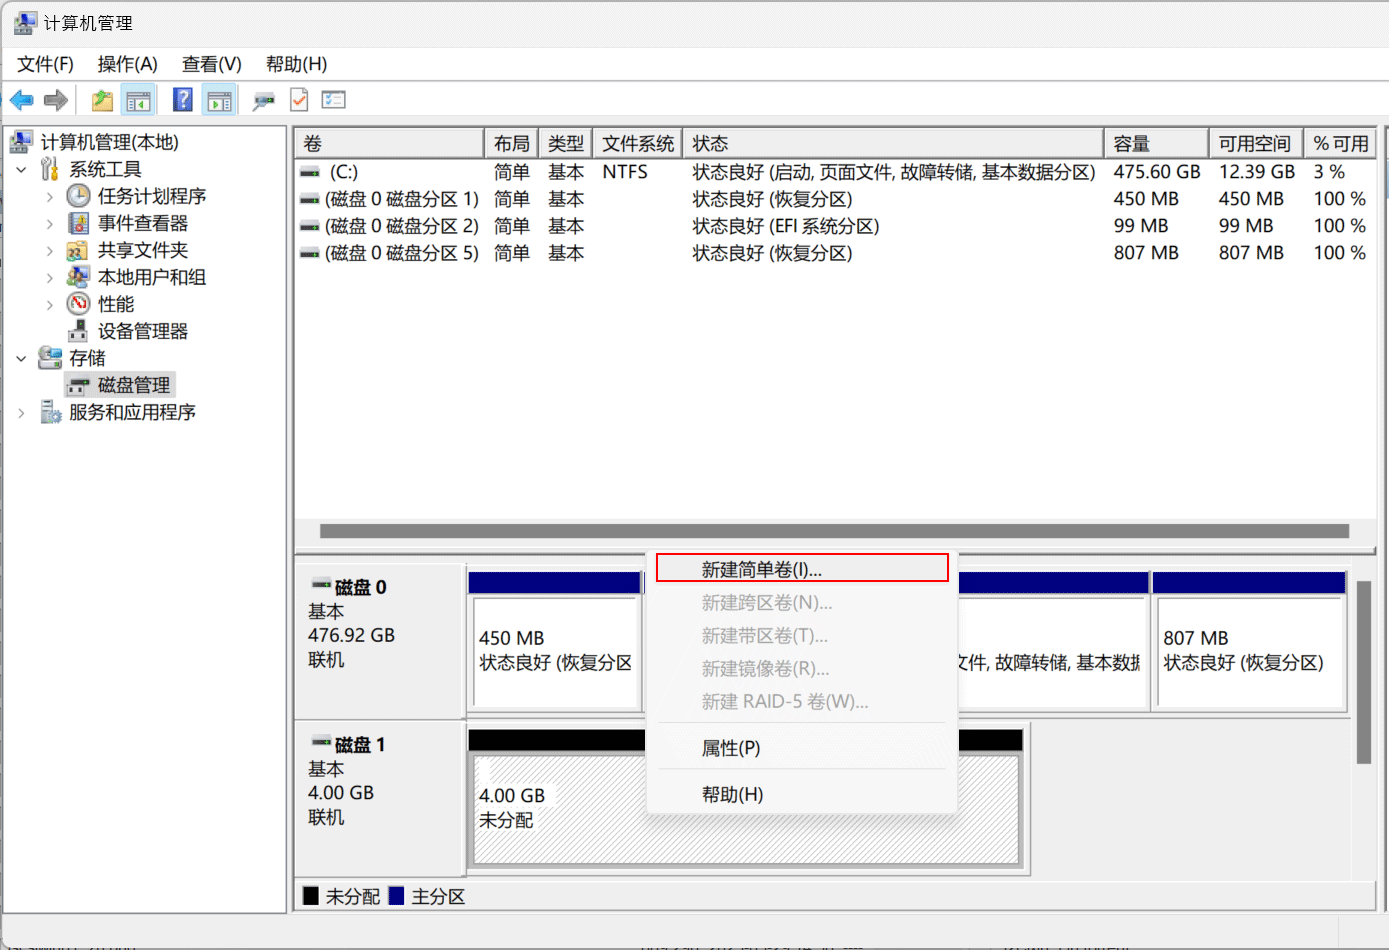 计算机管理
文件(F) 操作(A) 查看(V) 帮助(H)
计算机管理(本地)
系统工具
任务计划程序
事件查看器
共享文件夹
本地用户和组
性能
设备管理器
存储
磁盘管理
服务和应用程序
卷 布局 类型 文件系统 状态 容量 可用空间 % 可用
(C:) 简单 基本 NTFS 状态良好 (启动, 页面文件, 故障转储, 基本数据分区) 475.60 GB 12.39 GB 3 %
(磁盘 0 磁盘分区 1) 简单 基本 状态良好 (恢复分区) 450 MB 450 MB 100 %
(磁盘 0 磁盘分区 2) 简单 基本 状态良好 (EFI 系统分区) 99 MB 99 MB 100 %
(磁盘 0 磁盘分区 5) 简单 基本 状态良好 (恢复分区) 807 MB 807 MB 100 %
磁盘 0
基本
476.92 GB
联机
450 MB
状态良好 (恢复分区
文件, 故障转储, 基本数据
807 MB
状态良好 (恢复分区)
新建简单卷(I)...
新建跨区卷(N)...
新建带区卷(T)...
新建镜像卷(R)...
新建 RAID-5 卷(W)...
属性(P)
帮助(H)
磁盘 1
基本
4.00 GB
联机
4.00 GB
未分配
未分配 主分区